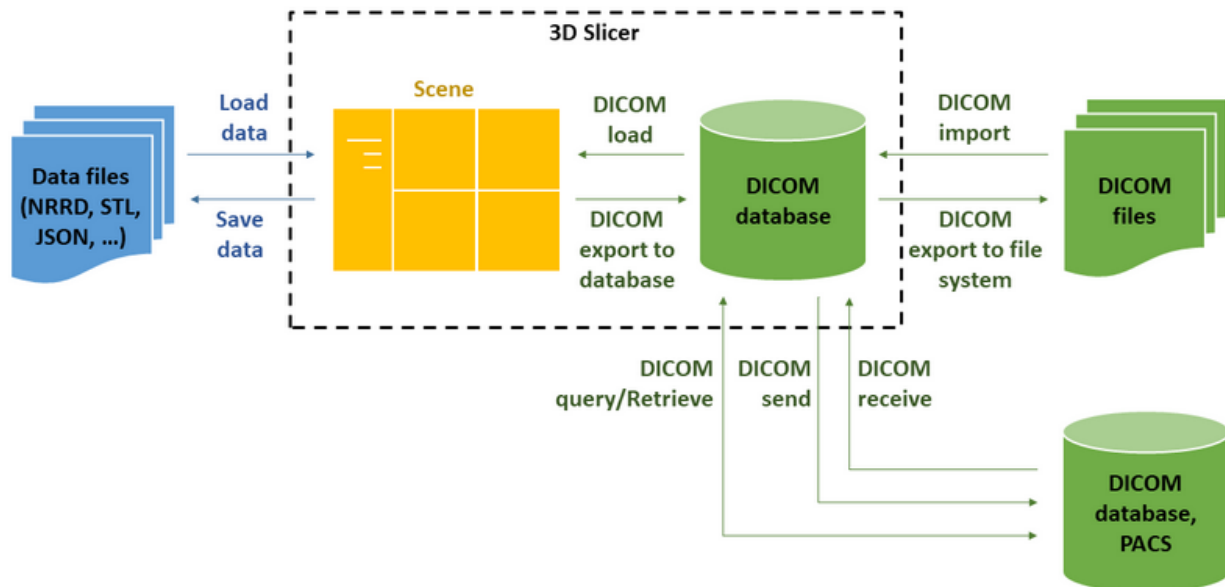 3D Slicer
Scene
Load
data
Save
data
Data files
(NRRD, STL,
JSON, ...)
DICOM
load
DICOM
export to
database
DICOM
database
DICOM
import
DICOM
export to file
system
DICOM
files
DICOM
query/Retrieve
DICOM
send
DICOM
receive
DICOM
database,
PACS